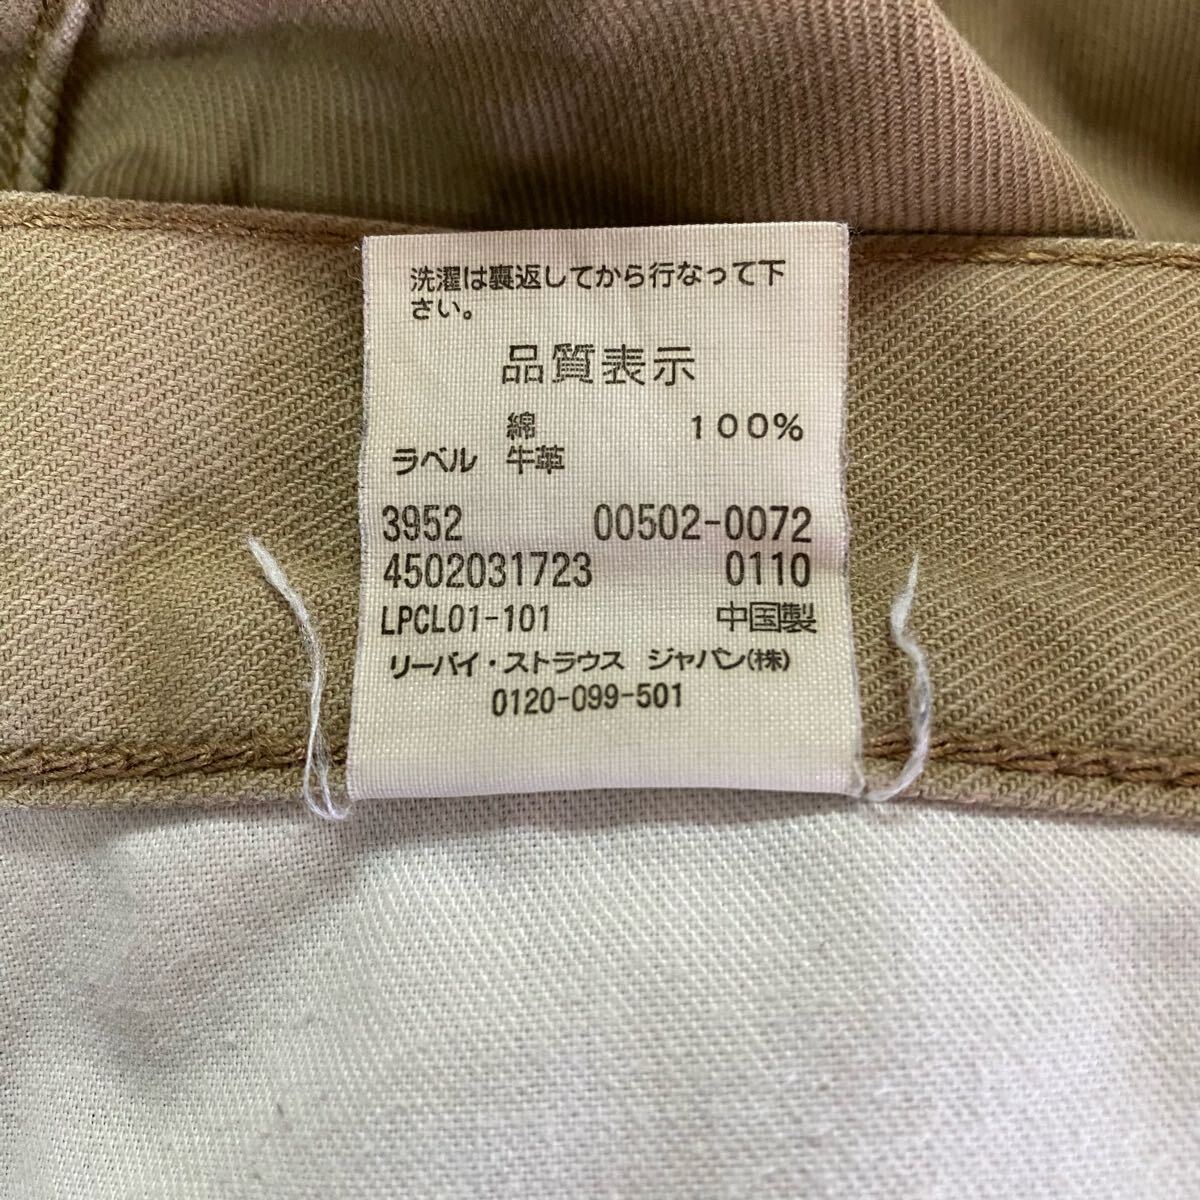 洗濯は裏返してから行なって下
さい。
品質表示
綿 １００％
ラベル 牛革
3952 00502-0072
4502031723 0110
LPCL01-101 中国製
リーバイ・ストラウス ジャパン(株)
0120-099-501